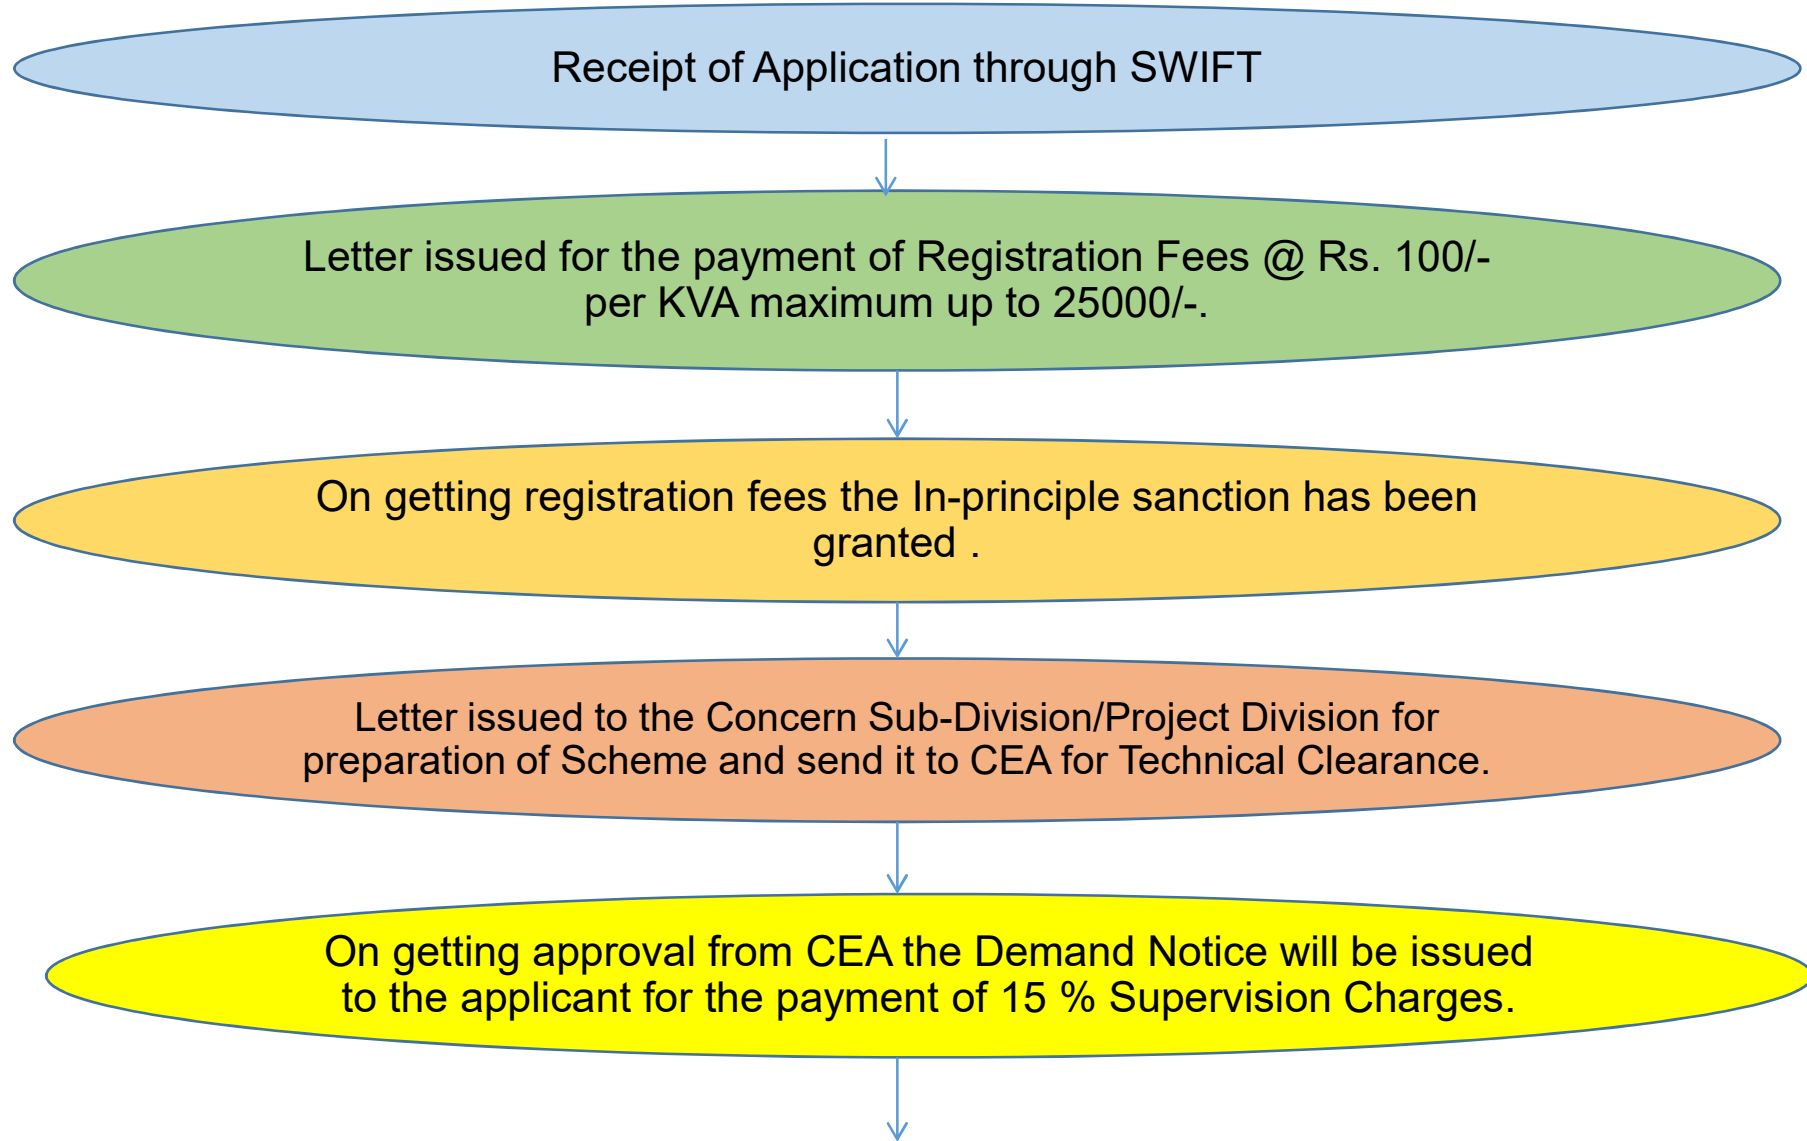 Receipt of Application through SWIFT
Letter issued for the payment of Registration Fees @ Rs. 100/-
per KVA maximum up to 25000/-.
On getting registration fees the In-principle sanction has been
granted .
Letter issued to the Concern Sub-Division/Project Division for
preparation of Scheme and send it to CEA for Technical Clearance.
On getting approval from CEA the Demand Notice will be issued
to the applicant for the payment of 15 % Supervision Charges.